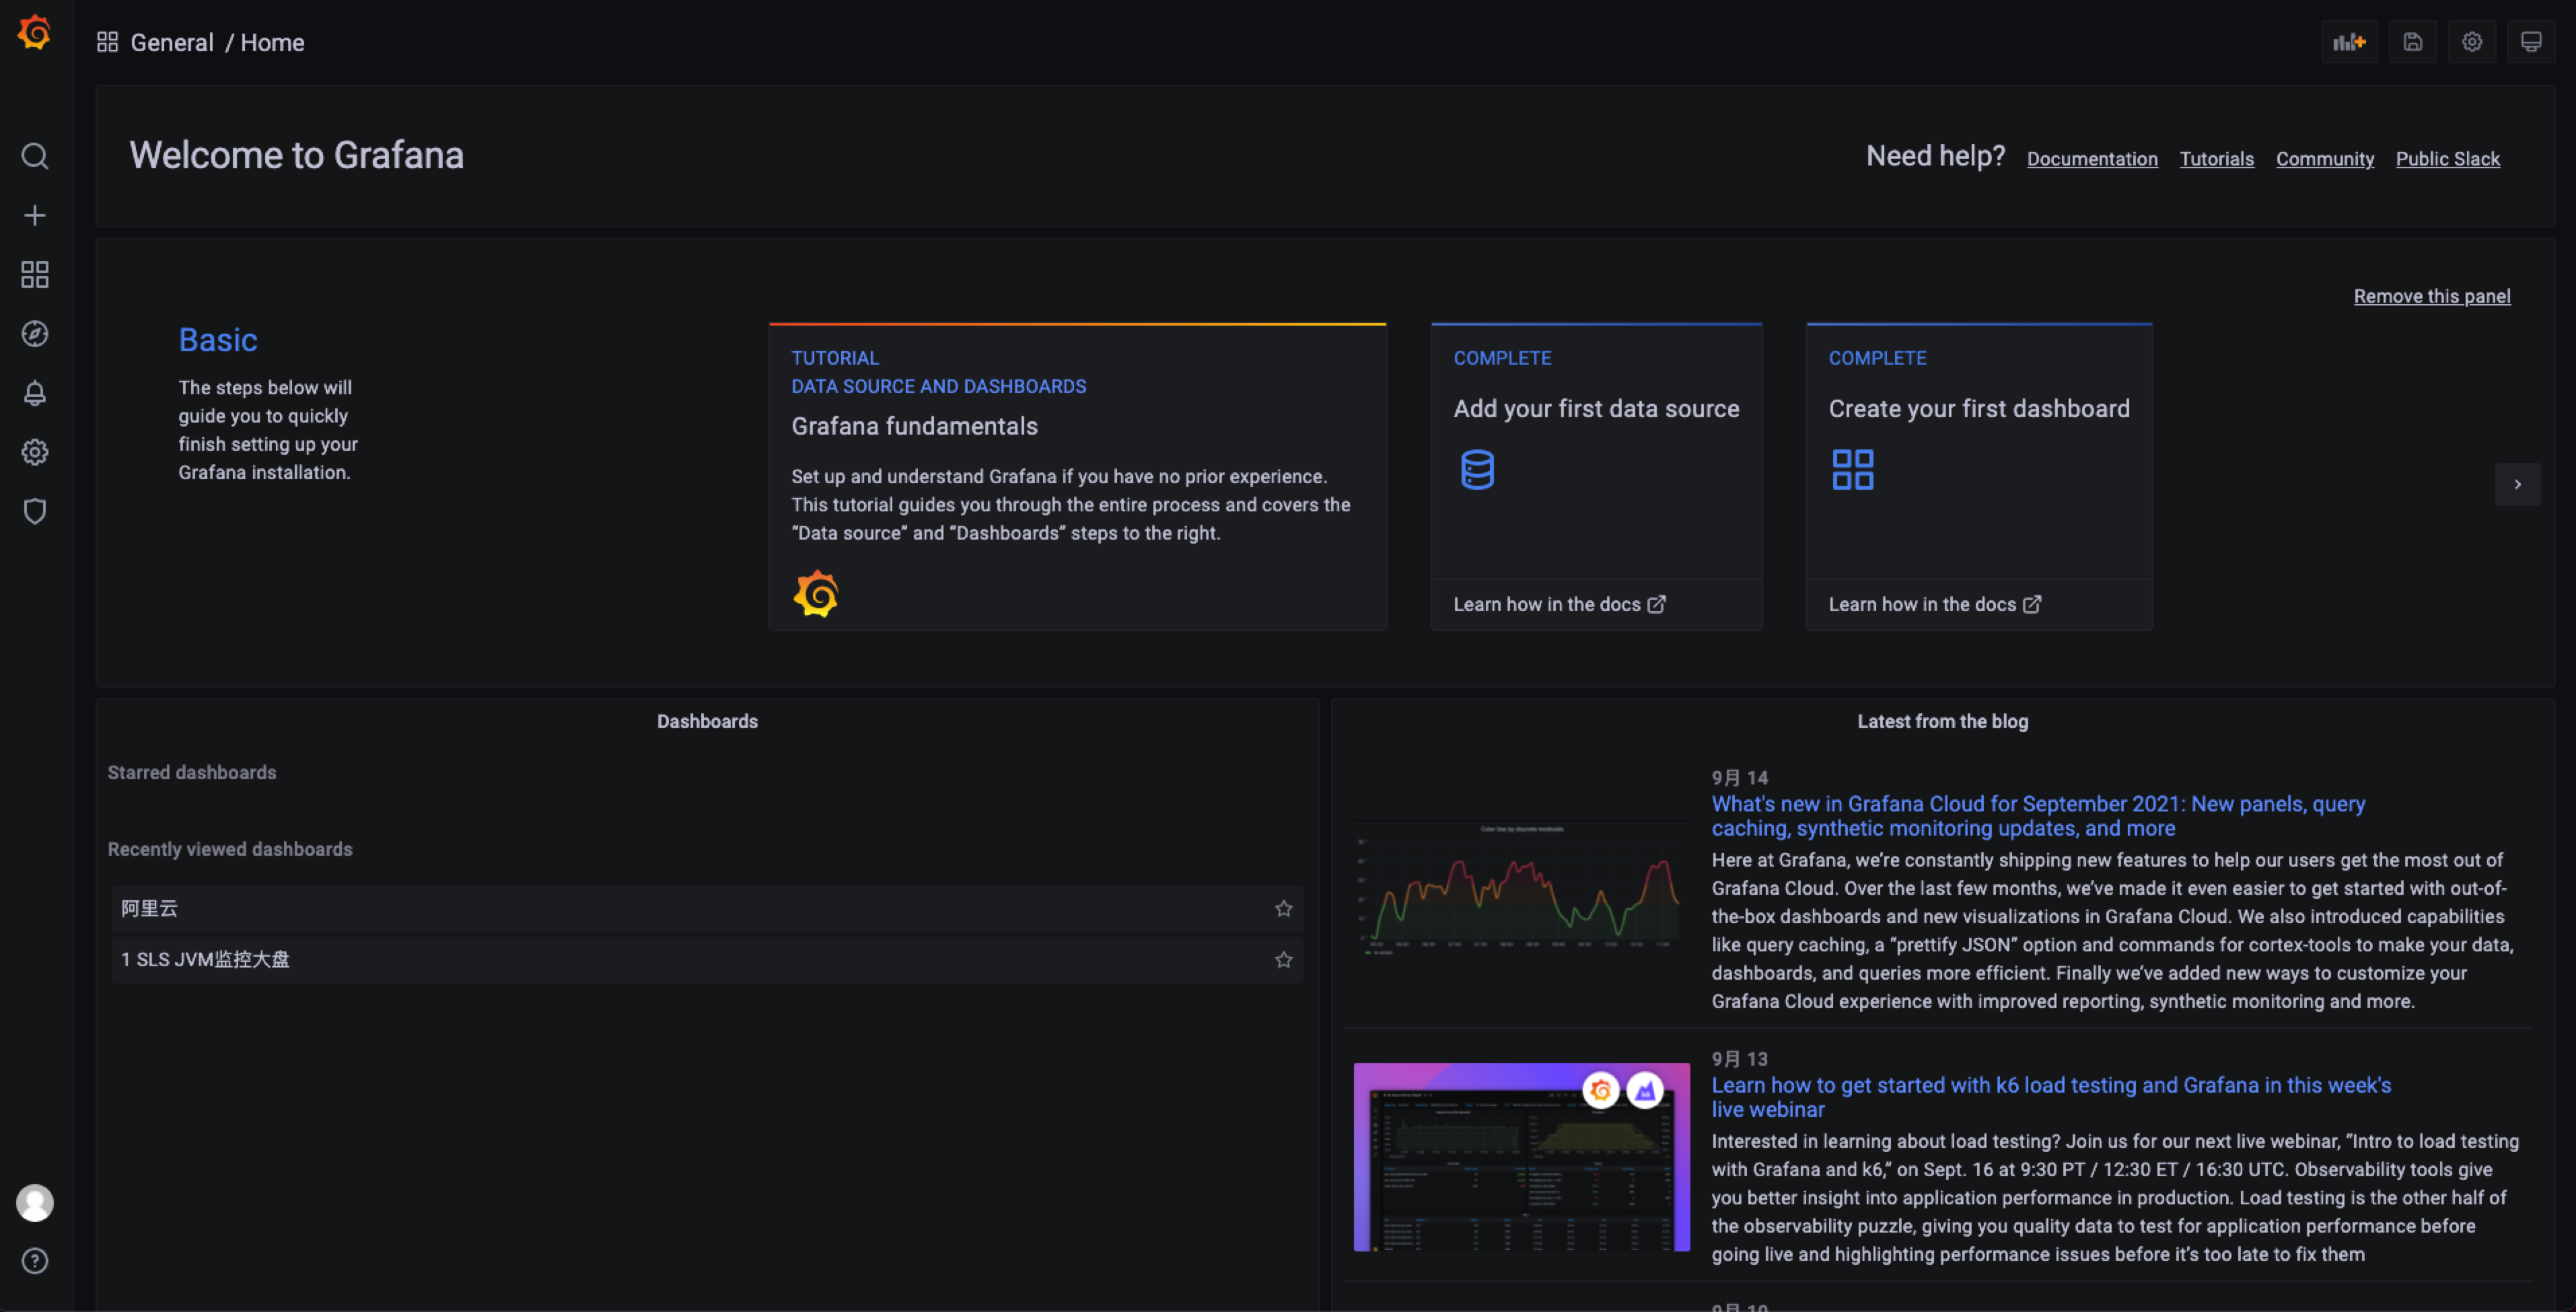 General / Home
Welcome to Grafana
Need help? Documentation Tutorials Community Public Slack
Remove this panel
Basic
The steps below will
guide you to quickly
finish setting up your
Grafana installation.
TUTORIAL
DATA SOURCE AND DASHBOARDS
Grafana fundamentals
Set up and understand Grafana if you have no prior experience.
This tutorial guides you through the entire process and covers the
“Data source” and “Dashboards” steps to the right.
COMPLETE
Add your first data source
Learn how in the docs
COMPLETE
Create your first dashboard
Learn how in the docs
Dashboards
Starred dashboards
Recently viewed dashboards
阿里云
1 SLS JVM监控大盘
Latest from the blog
9月 14
What's new in Grafana Cloud for September 2021: New panels, query
caching, synthetic monitoring updates, and more
Here at Grafana, we’re constantly shipping new features to help our users get the most out of
Grafana Cloud. Over the last few months, we’ve made it even easier to get started with out-of-
the-box dashboards and new visualizations in Grafana Cloud. We also introduced capabilities
like query caching, a “prettify JSON” option and commands for cortex-tools to make your data,
dashboards, and queries more efficient. Finally we’ve added new ways to customize your
Grafana Cloud experience with improved reporting, synthetic monitoring and more.
9月 13
Learn how to get started with k6 load testing and Grafana in this week's
live webinar
Interested in learning about load testing? Join us for our next live webinar, “Intro to load testing
with Grafana and k6,” on Sept. 16 at 9:30 PT / 12:30 ET / 16:30 UTC. Observability tools give
you better insight into application performance in production. Load testing is the other half of
the observability puzzle, giving you quality data to test for application performance before
going live and highlighting performance issues before it’s too late to fix them